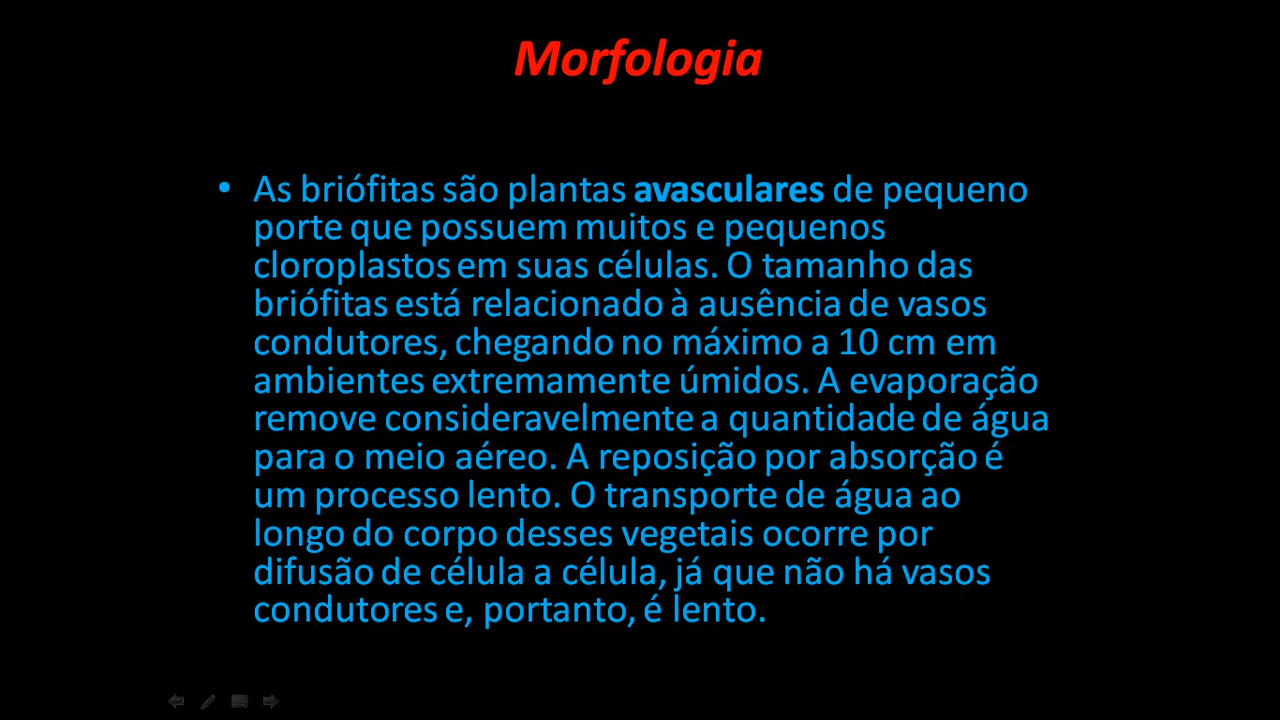 Morfologia
• As briófitas são plantas avasculares de pequeno
porte que possuem muitos e pequenos
cloroplastos em suas células. O tamanho das
briófitas está relacionado à ausência de vasos
condutores, chegando no máximo a 10 cm em
ambientes extremamente úmidos. A evaporação
remove consideravelmente a quantidade de água
para o meio aéreo. A reposição por absorção é
um processo lento. O transporte de água ao
longo do corpo desses vegetais ocorre por
difusão de célula a célula, já que não há vasos
condutores e, portanto, é lento.